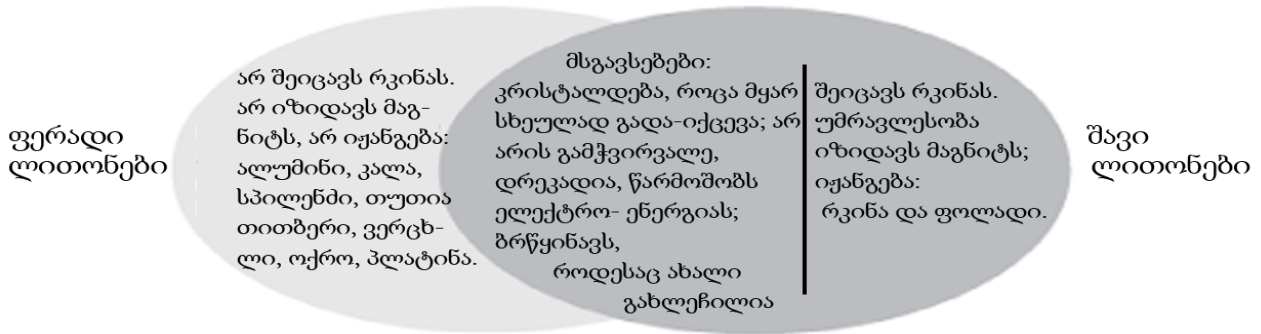 ფერადი
ლითონები
არ შეიცავს რკინას.
არ იზიდავს მაგ-
ნიტს, არ იჟანგება:
ალუმინი, კალა,
სპილენძი, თუთია
თითბერი, ვერცხ-
ლი, ოქრო, პლატინა.
მსგავსებები:
კრისტალდება, როცა მყარ
სხეულად გადა-იქცევა; არ
არის გამჭვირვალე,
დრეკადია, წარმოშობს
ელექტრო- ენერგიას;
ბრწყინავს,
როდესაც ახალი
გახლეჩილია
შეიცავს რკინას.
უმრავლესობა
იზიდავს მაგნიტს;
იჟანგება:
რკინა და ფოლადი.
შავი
ლითონები